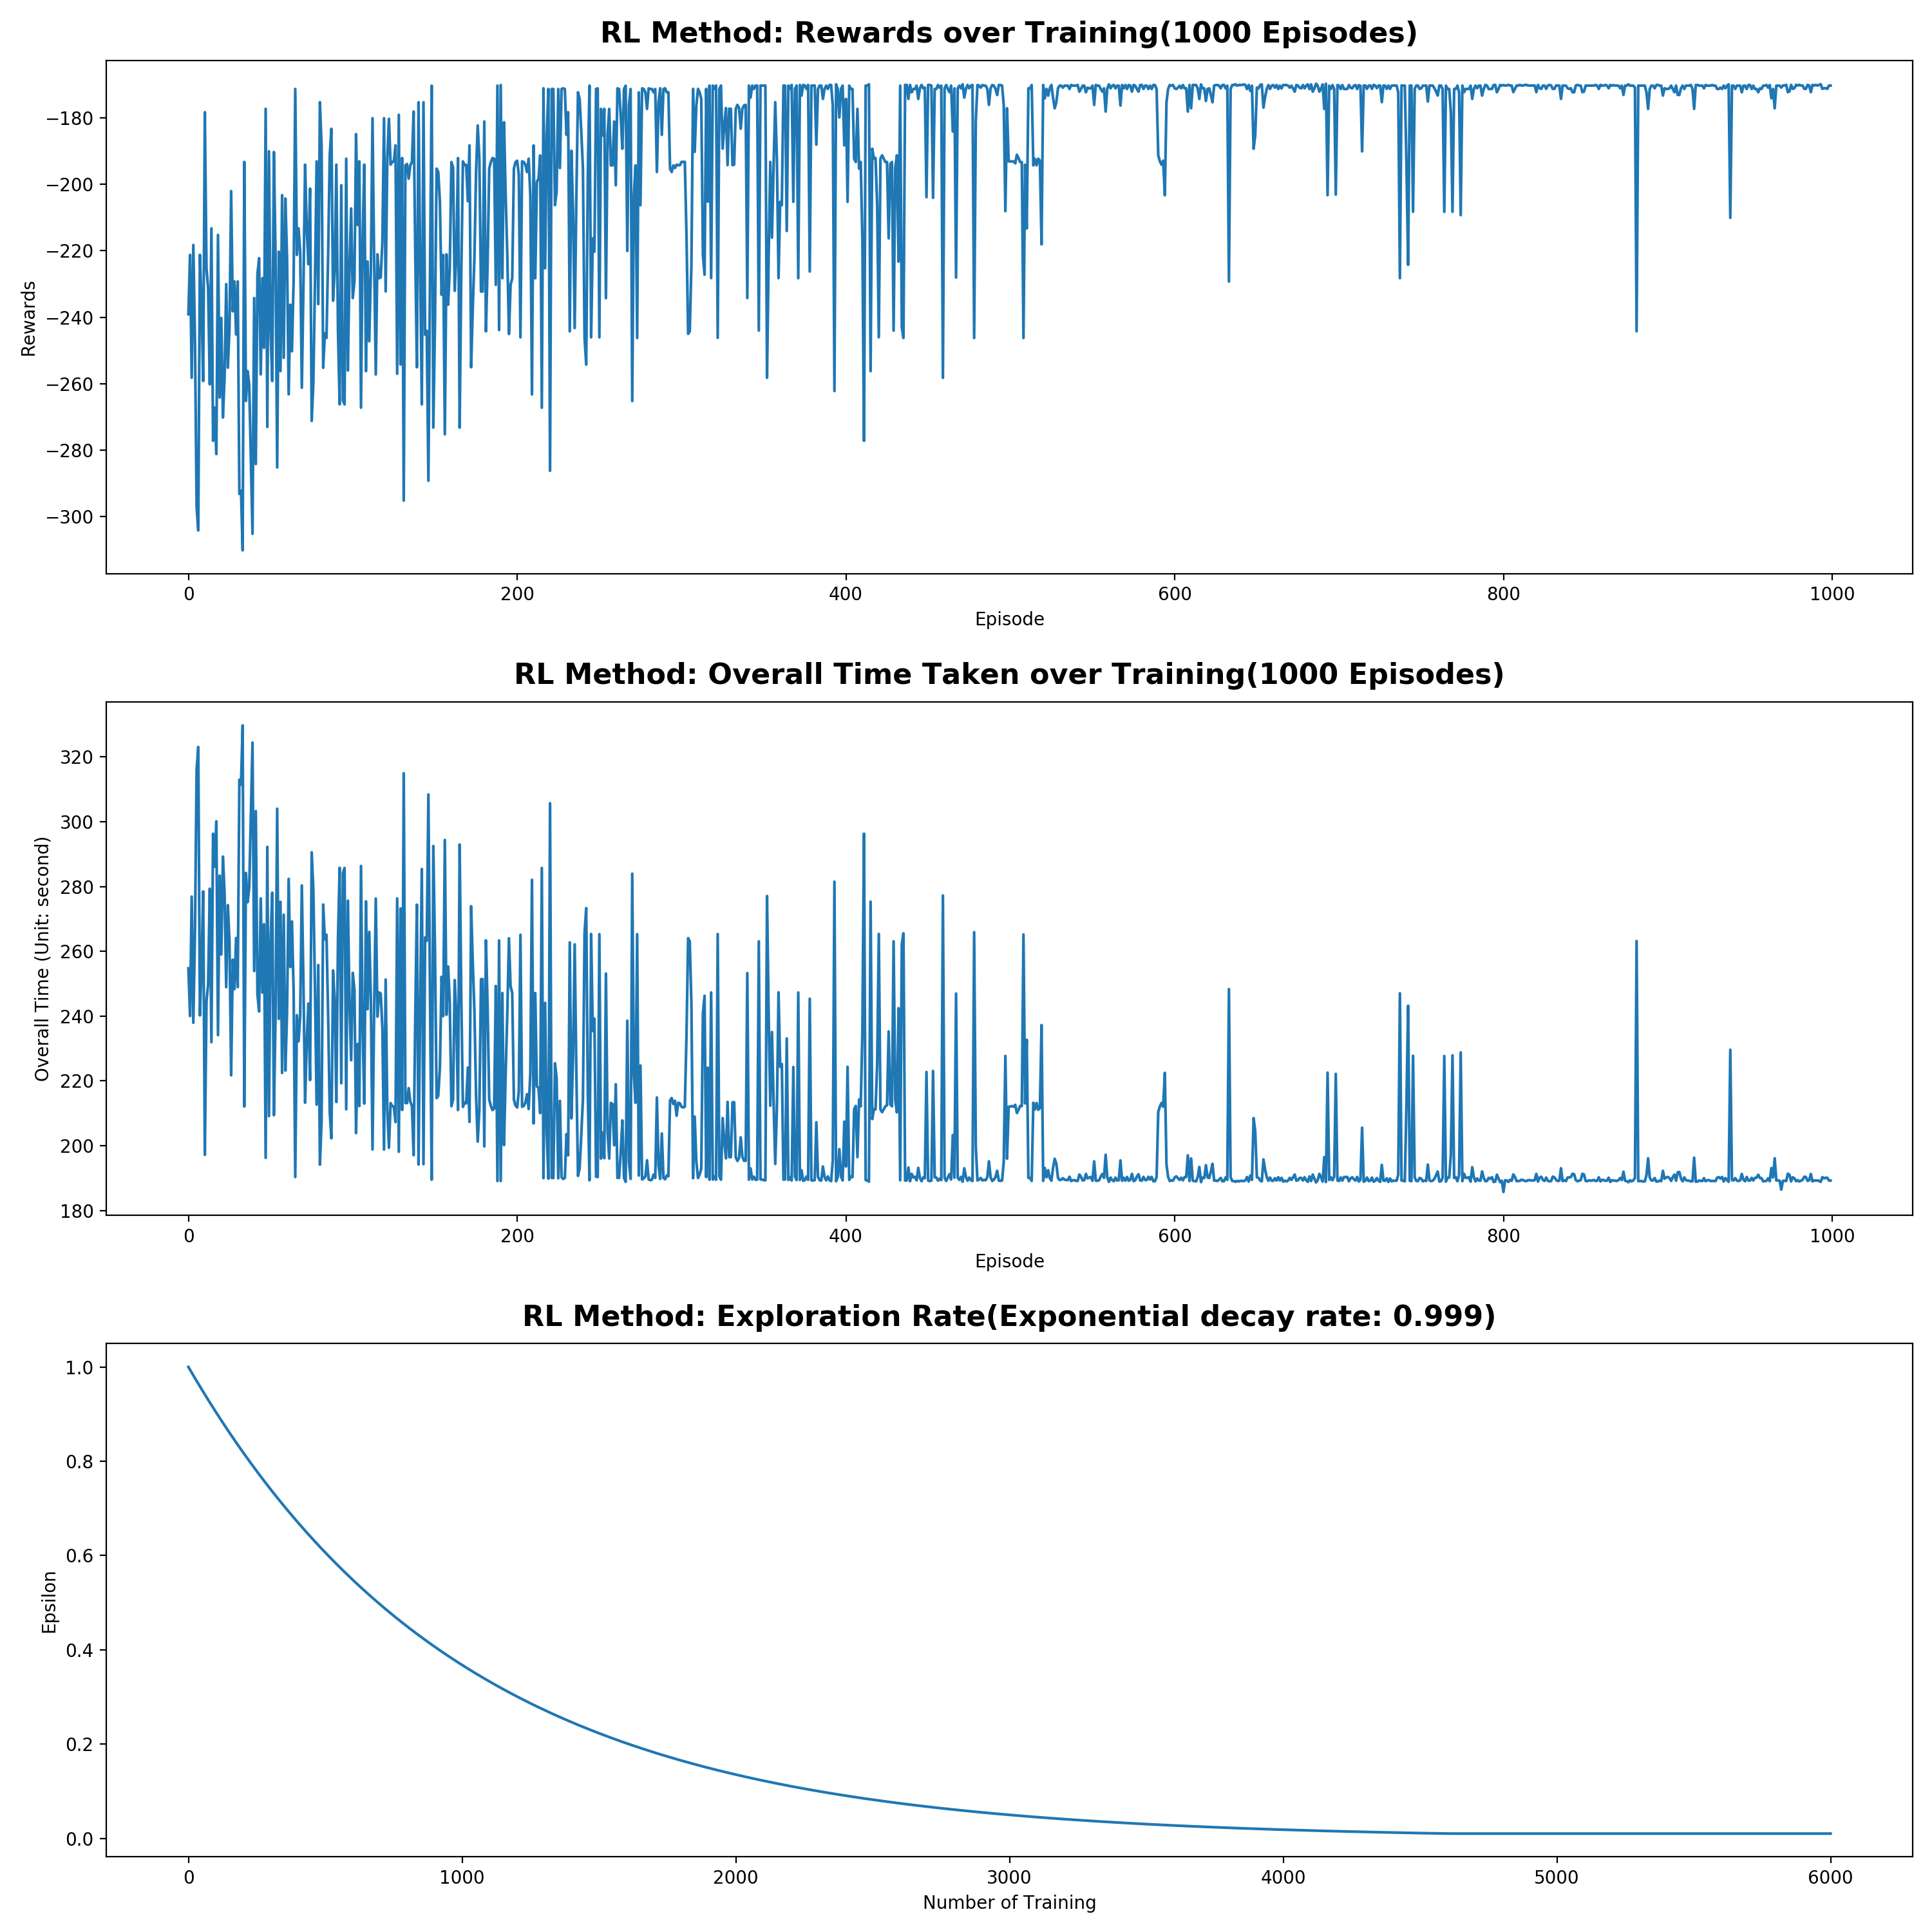 RL Method: Rewards over Training(1000 Episodes)
Rewards
−180
−200
−220
−240
−260
−280
−300
0 200 400 600 800 1000
Episode
RL Method: Overall Time Taken over Training(1000 Episodes)
Overall Time (Unit: second)
320
300
280
260
240
220
200
180
0 200 400 600 800 1000
Episode
RL Method: Exploration Rate(Exponential decay rate: 0.999)
Epsilon
1.0
0.8
0.6
0.4
0.2
0.0
0 1000 2000 3000 4000 5000 6000
Number of Training